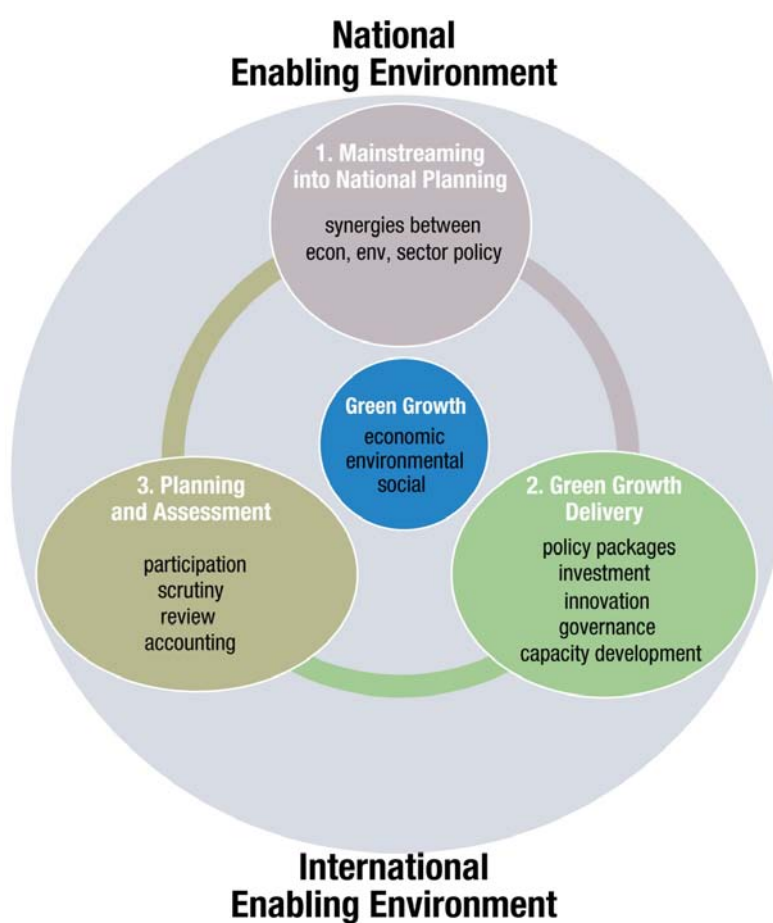 National
Enabling Environment
1. Mainstreaming
into National Planning
synergies between
econ, env, sector policy
Green Growth
economic
environmental
social
3. Planning
and Assessment
participation
scrutiny
review
accounting
2. Green Growth
Delivery
policy packages
investment
innovation
governance
capacity development
International
Enabling Environment